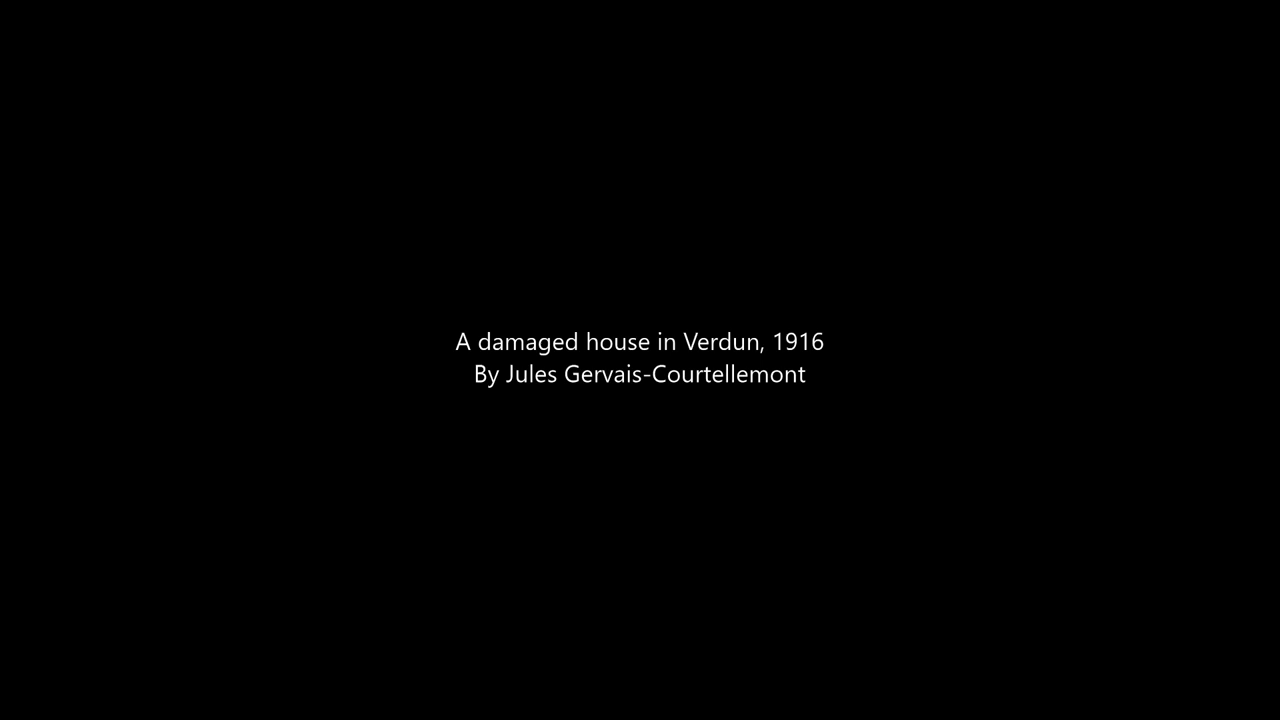 A damaged house in Verdun, 1916
By Jules Gervais-Courtellemont